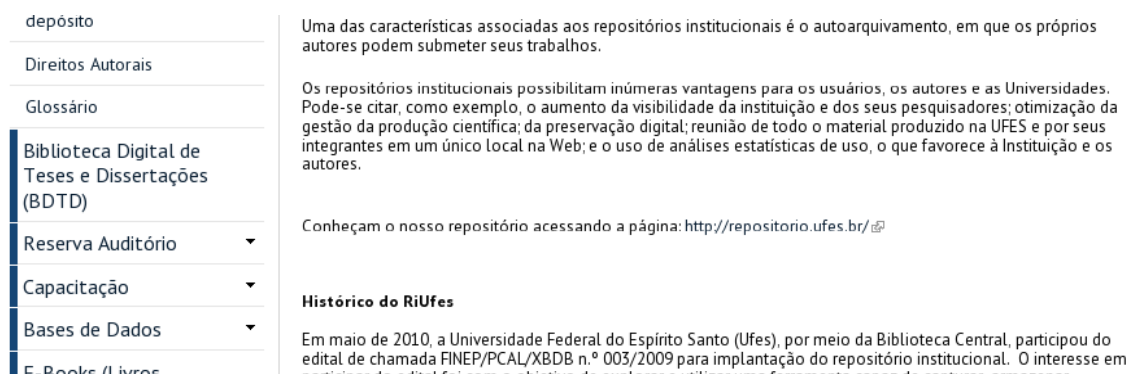 depósito
Direitos Autorais
Glossário
Biblioteca Digital de
Teses e Dissertações
(BDTD)
Reserva Auditório
Capacitação
Bases de Dados
E-Books (Livros
Uma das características associadas aos repositórios institucionais é o autoarquivamento, em que os próprios
autores podem submeter seus trabalhos.
Os repositórios institucionais possibilitam inúmeras vantagens para os usuários, os autores e as Universidades.
Pode-se citar, como exemplo, o aumento da visibilidade da instituição e dos seus pesquisadores; otimização da
gestão da produção científica; da preservação digital; reunião de todo o material produzido na UFES e por seus
integrantes em um único local na Web; e o uso de análises estatísticas de uso, o que favorece à Instituição e os
autores.
Conheçam o nosso repositório acessando a página: http://repositorio.ufes.br/
Histórico do RiUfes
Em maio de 2010, a Universidade Federal do Espírito Santo (Ufes), por meio da Biblioteca Central, participou do
edital de chamada FINEP/PCAL/XBDB n.º 003/2009 para implantação do repositório institucional. O interesse em